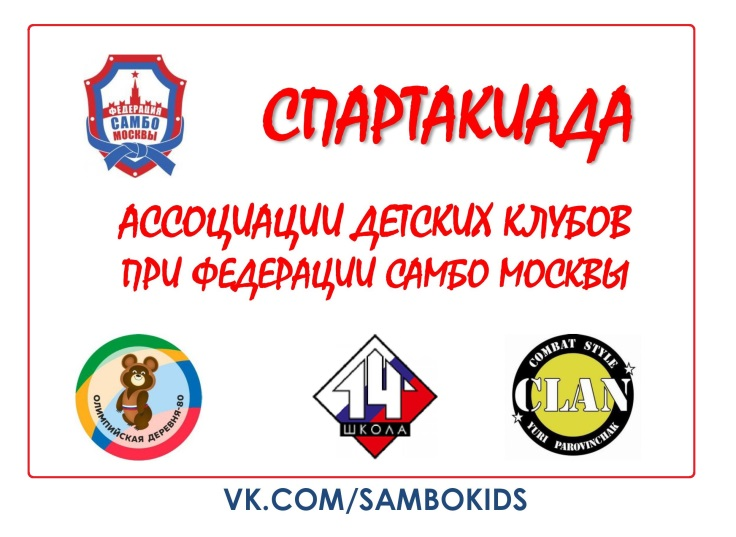 ФЕДЕРАЦИЯ
САМБО
МОСКВЫ
СПАРТАКИАДА
АССОЦИАЦИИ ДЕТСКИХ КЛУБОВ
ПРИ ФЕДЕРАЦИИ САМБО МОСКВЫ
ОЛИМПИЙСКАЯ ДЕРЕВНЯ-80
14
ШКОЛА
COMBAT STYLE
CLAN
YURI PAROVINCHAK
VK.COM/SAMBOKIDS